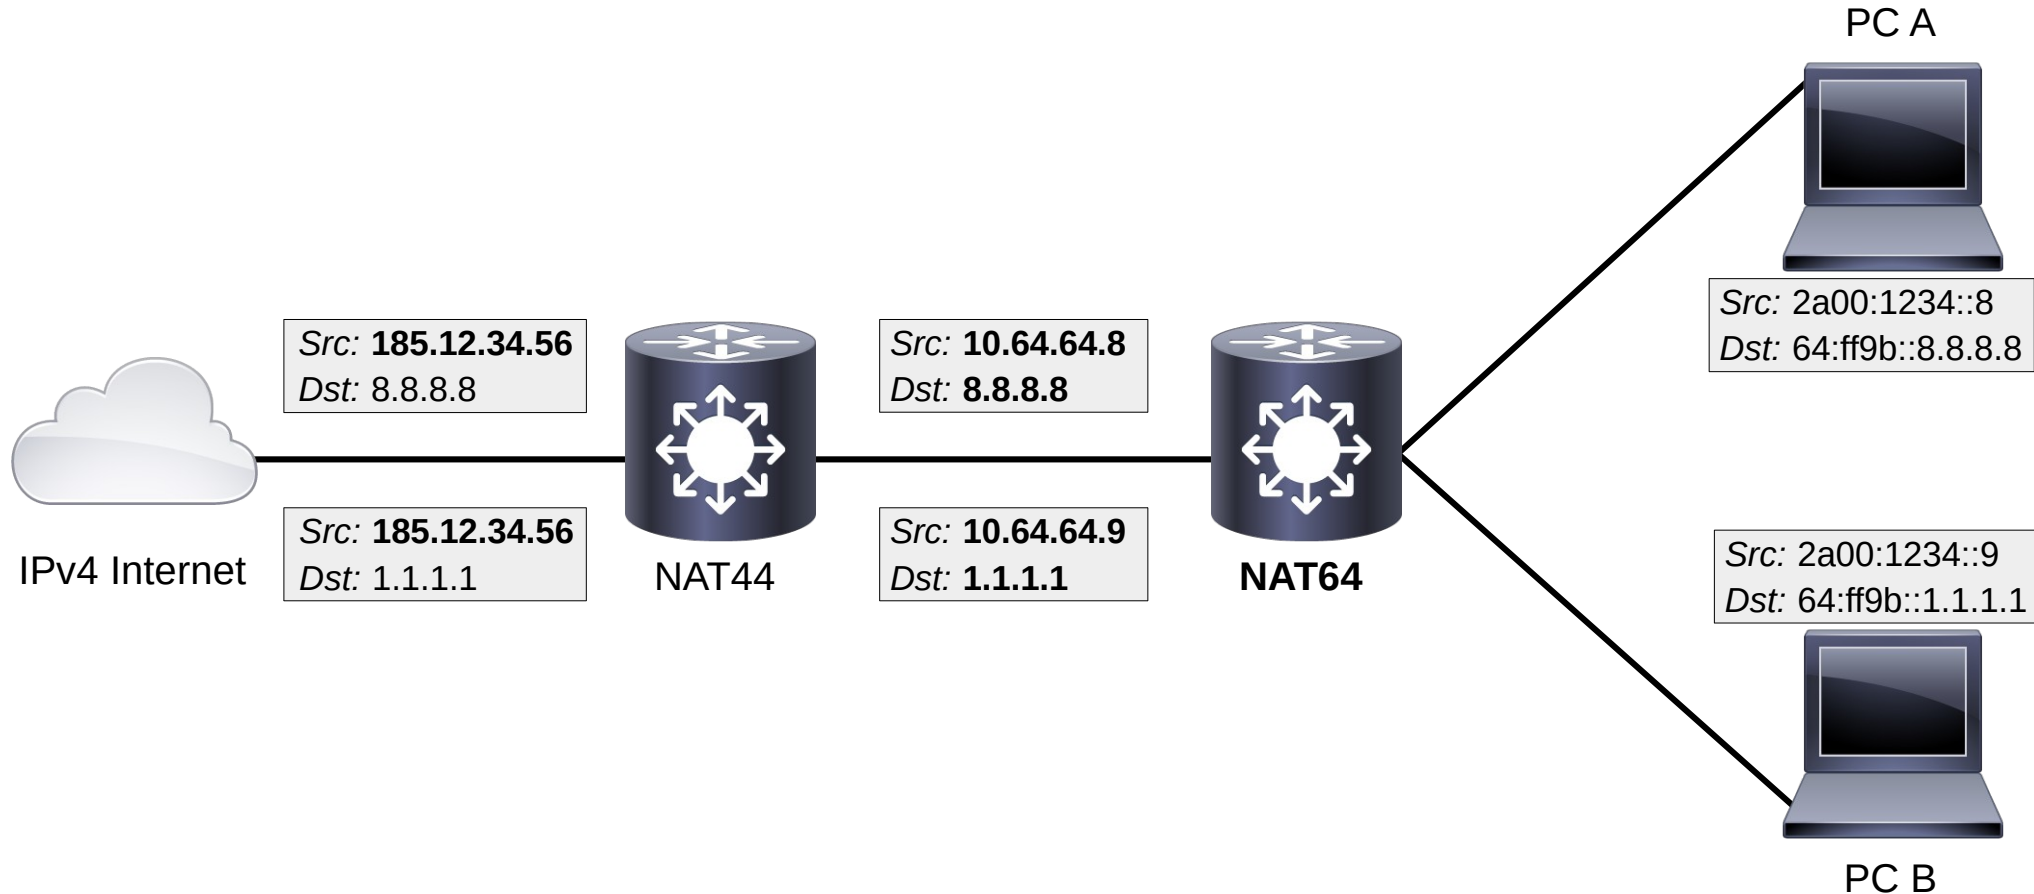 PC A
Src: 2a00:1234::8
Dst: 64:ff9b::8.8.8.8
Src: 185.12.34.56
Dst: 8.8.8.8
Src: 10.64.64.8
Dst: 8.8.8.8
IPv4 Internet
Src: 185.12.34.56
Dst: 1.1.1.1
NAT44
Src: 10.64.64.9
Dst: 1.1.1.1
NAT64
Src: 2a00:1234::9
Dst: 64:ff9b::1.1.1.1
PC B